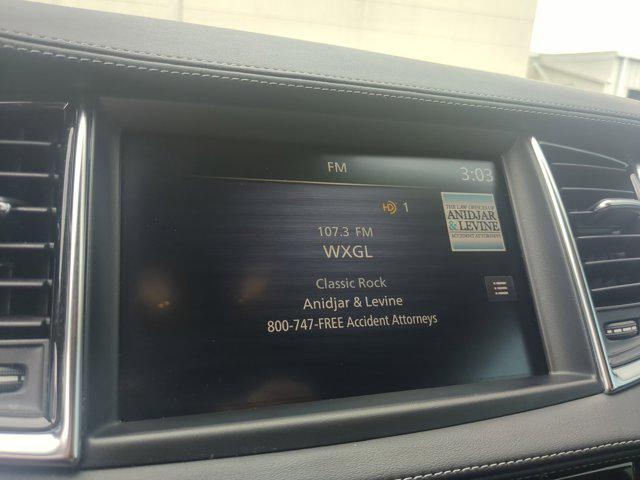 FM
3:03
HD 1
107.3 FM
WXGL
Classic Rock
Anidjar & Levine
800-747-FREE Accident Attorneys
THE LAW OFFICES OF
ANIDJAR
& LEVINE
ACCIDENT ATTORNEYS